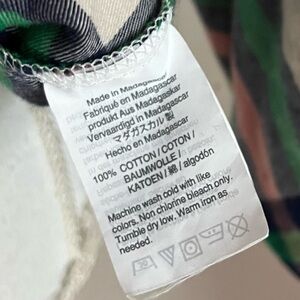 Made in Madagascar
Fabriqué en Madagascar
produkt Aus Madagaskar
Vervaardigd in Madagascar
マダガスカル 製
Hecho en Madagascar
100% COTTON / COTON /
BAUMWOLLE /
KATOEN / 綿 / algodón
Machine wash cold with like
colors. Non chlorine bleach only.
Tumble dry low. Warm iron as
needed.